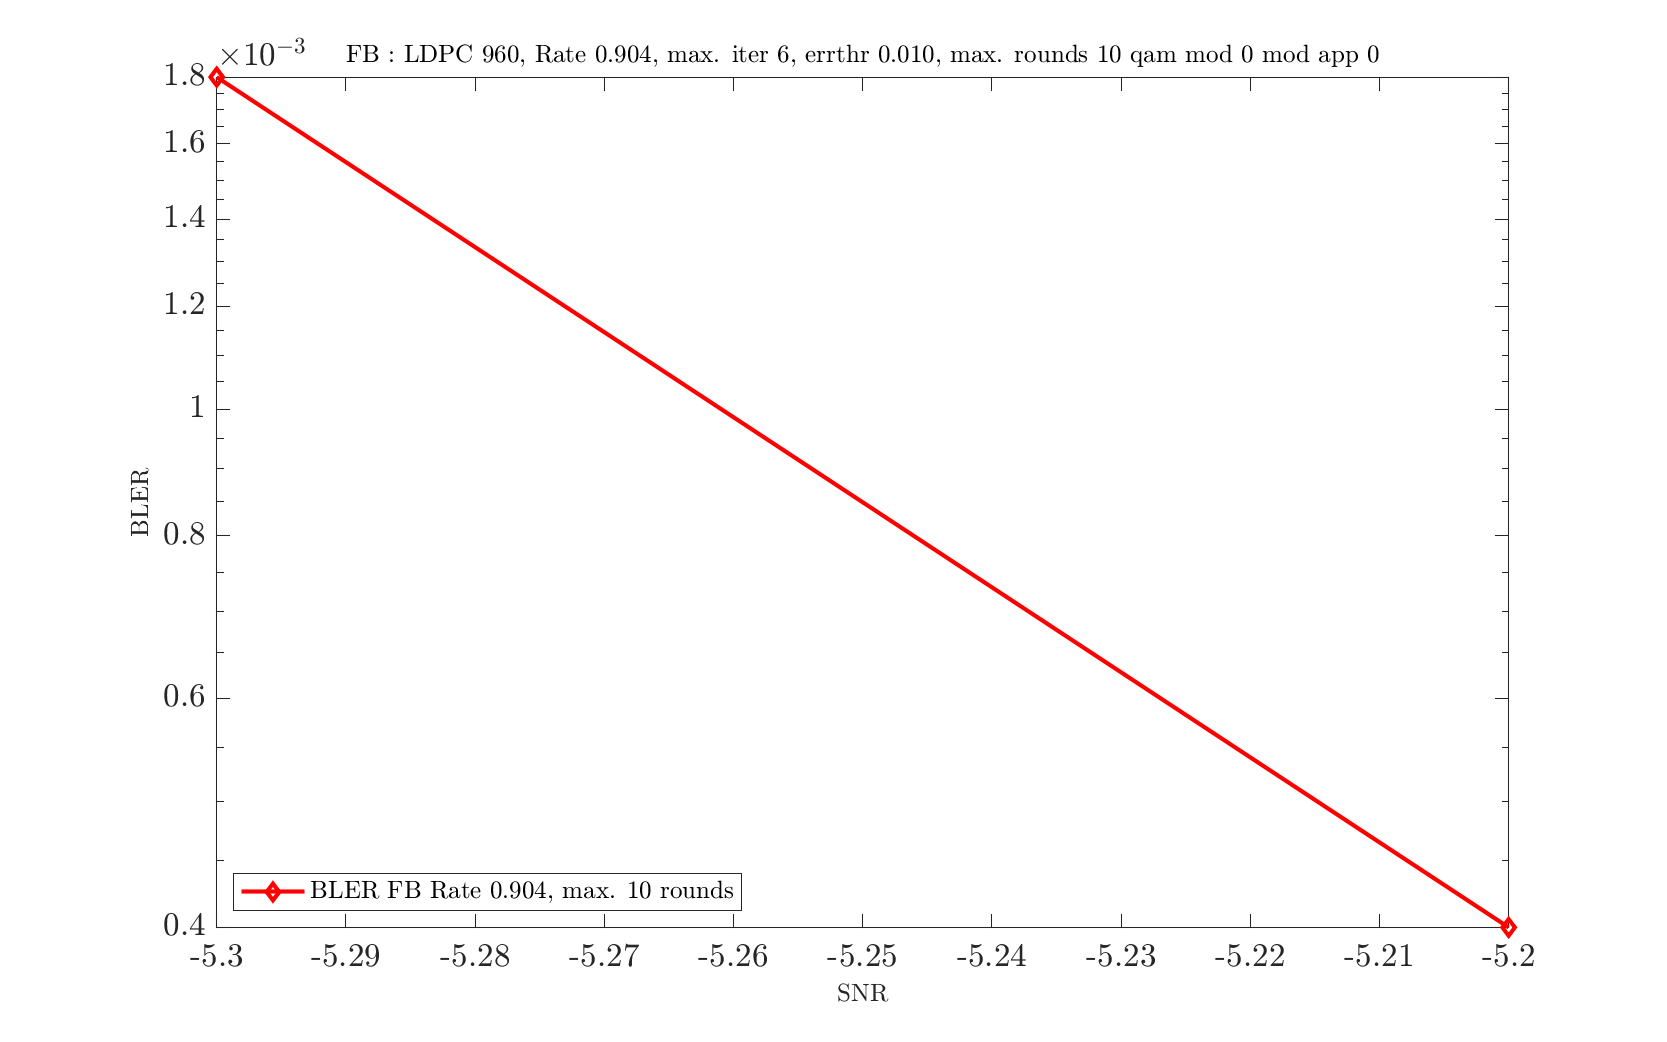 ×10⁻³
FB : LDPC 960, Rate 0.904, max. iter 6, errthr 0.010, max. rounds 10 qam mod 0 mod app 0
1.8
1.6
1.4
1.2
1
0.8
0.6
0.4
BLER
BLER FB Rate 0.904, max. 10 rounds
-5.3 -5.29 -5.28 -5.27 -5.26 -5.25 -5.24 -5.23 -5.22 -5.21 -5.2
SNR